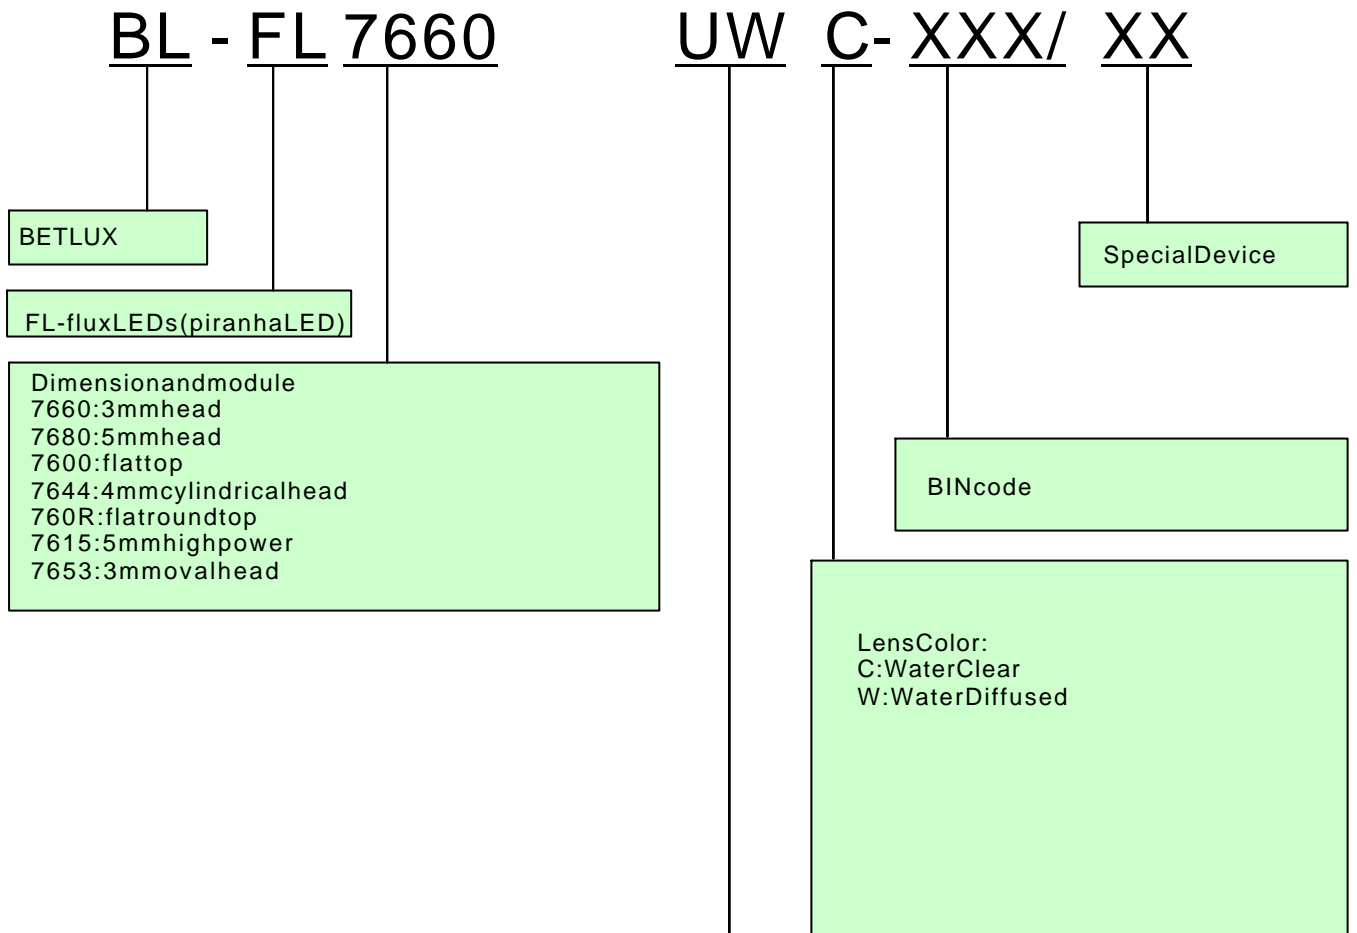 BL - FL 7660 UW C- XXX/ XX
BETLUX
SpecialDevice
FL-fluxLEDs(piranhaLED)
Dimensionandmodule
7660:3mmhead
7680:5mmhead
7600:flattop
7644:4mmcylindricalhead
760R:flatroundtop
7615:5mmhighpower
7653:3mmovalhead
BINcode
LensColor:
C:WaterClear
W:WaterDiffused